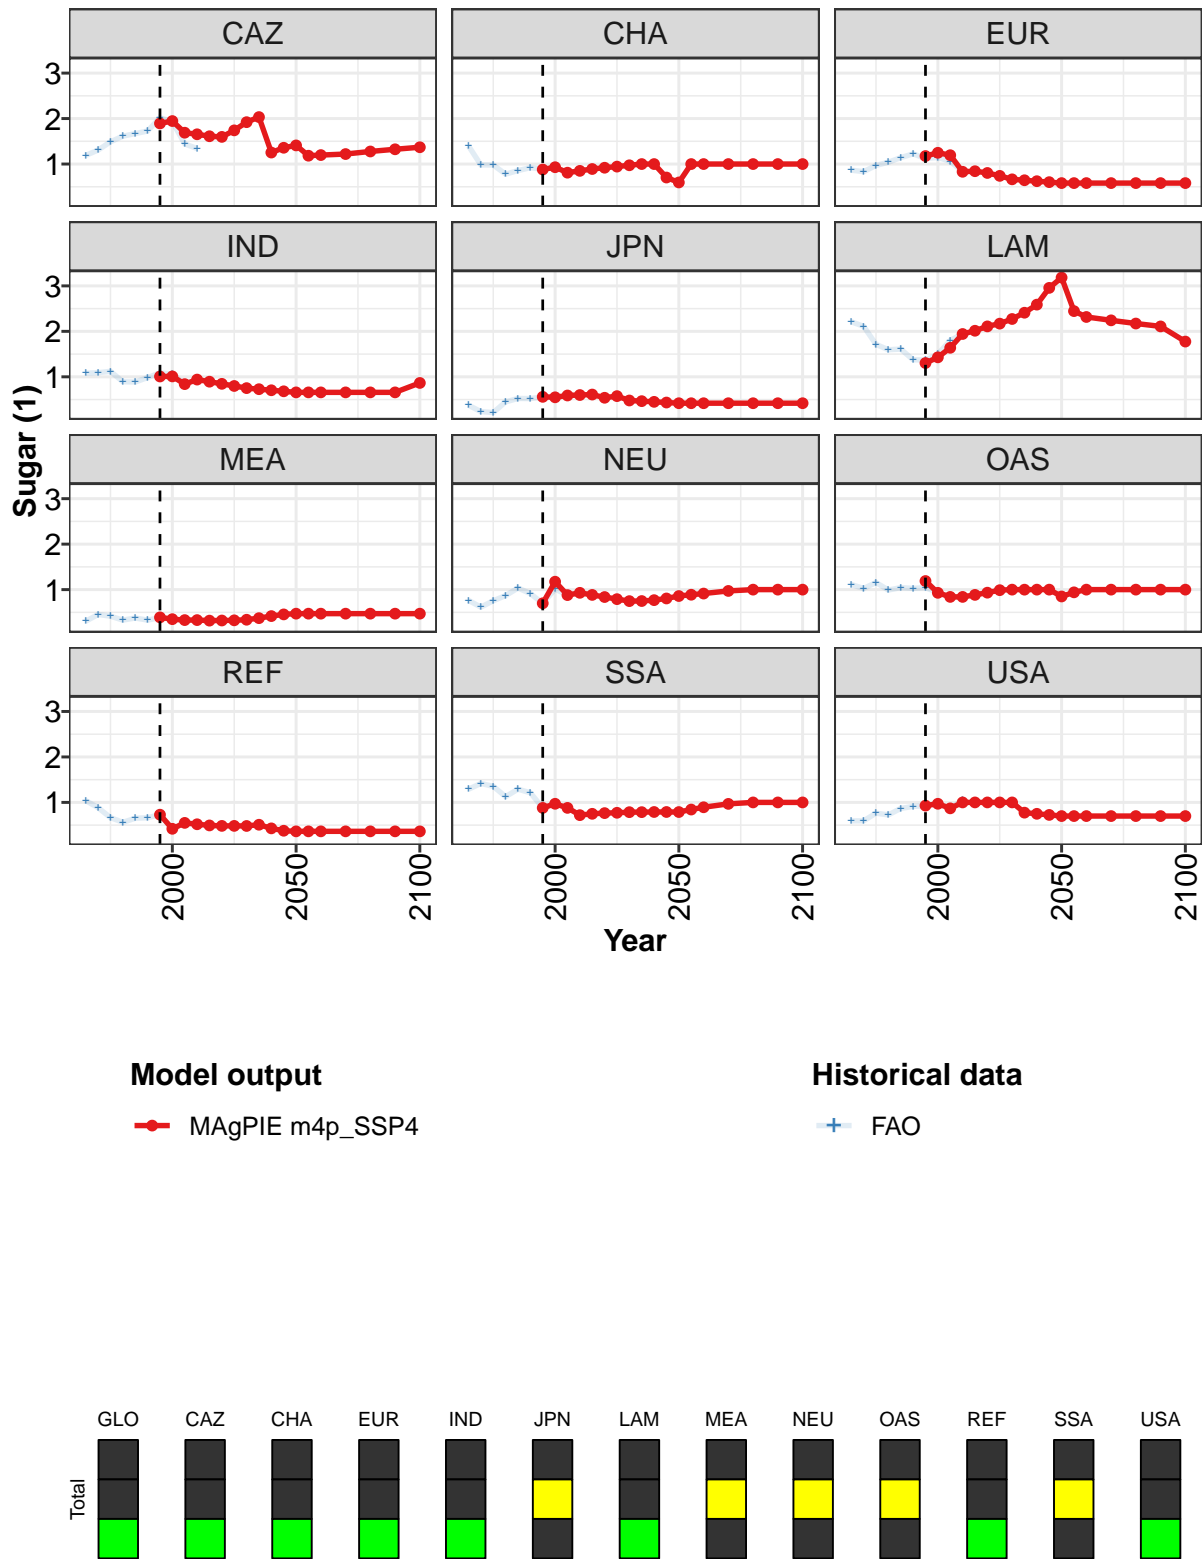 CAZ CHA EUR
3
2
1
IND JPN LAM
3
2
1
MEA NEU OAS
3
2
1
REF SSA USA
3
2
1
Sugar (1)
2000 2050 2100 2000 2050 2100 2000 2050 2100
Year
Model output Historical data
MAgPIE m4p_SSP4 FAO
GLO CAZ CHA EUR IND JPN LAM MEA NEU OAS REF SSA USA
Total